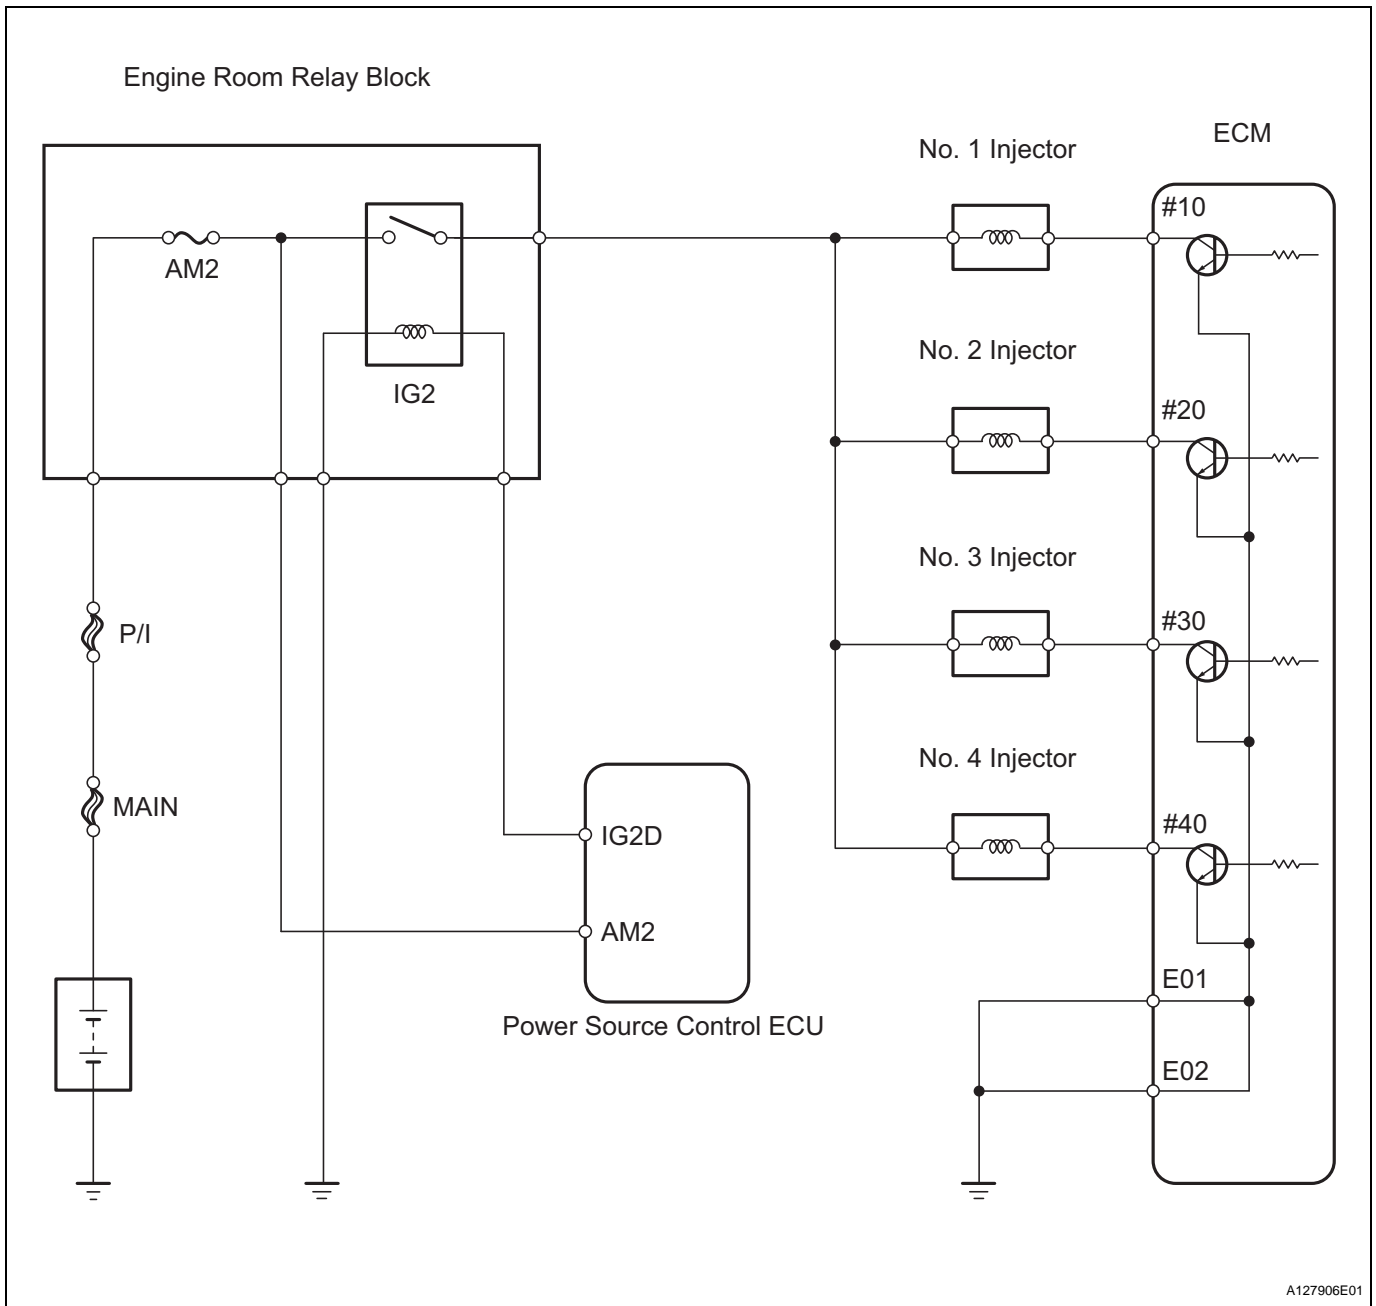 Engine Room Relay Block
ECM
No. 1 Injector
#10
AM2
IG2
No. 2 Injector
#20
No. 3 Injector
#30
P/I
No. 4 Injector
MAIN
#40
IG2D
AM2
E01
Power Source Control ECU
E02
A127906E01